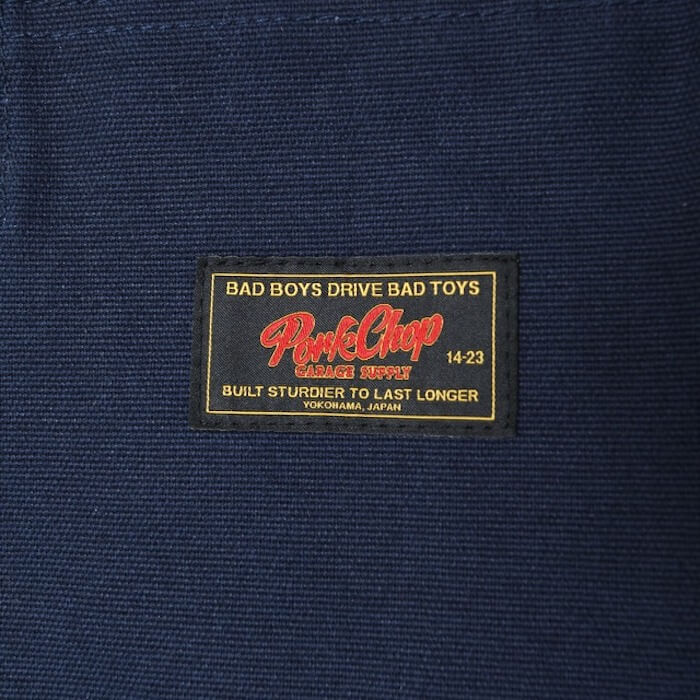 BAD BOYS DRIVE BAD TOYS
PorkChop
GARAGE SUPPLY
14-23
BUILT STURDIER TO LAST LONGER
YOKOHAMA, JAPAN